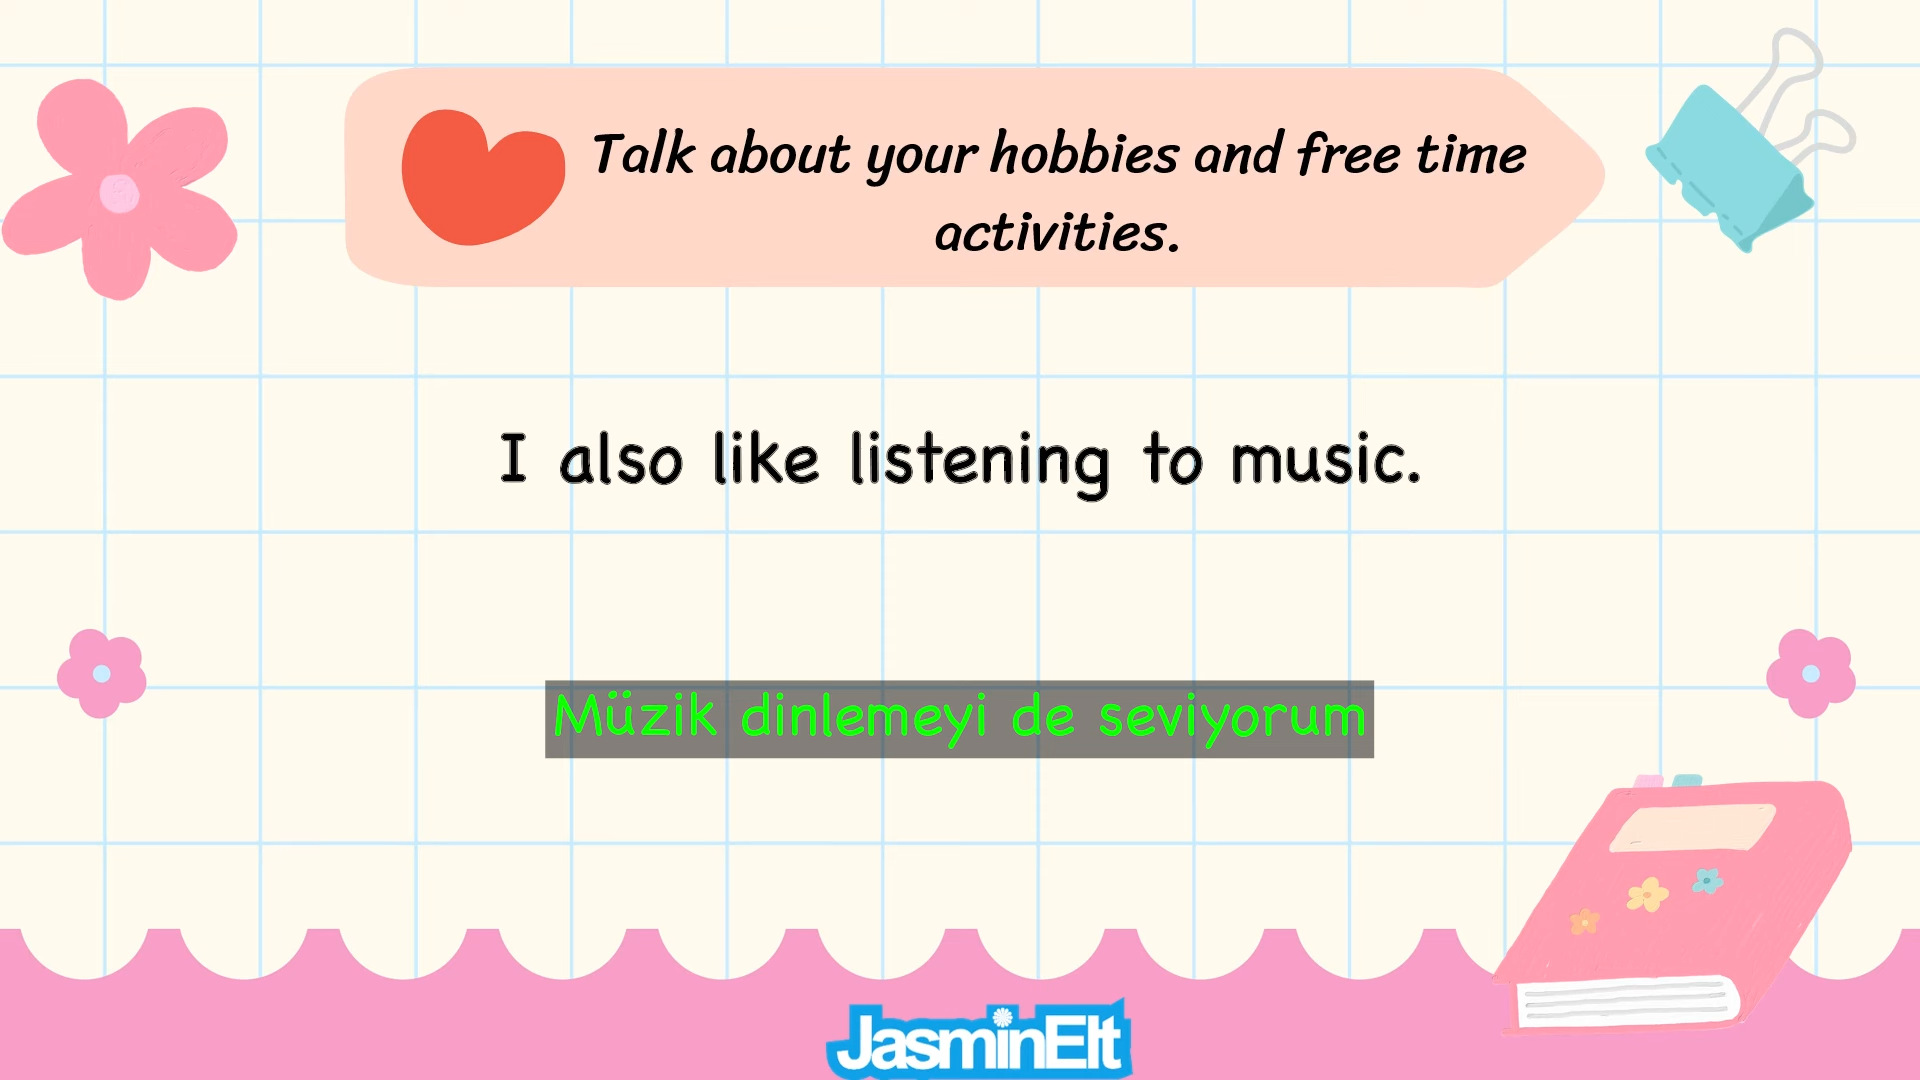 Talk about your hobbies and free time
activities.
I also like listening to music.
Müzik dinlemeyi de seviyorum
JasminElt